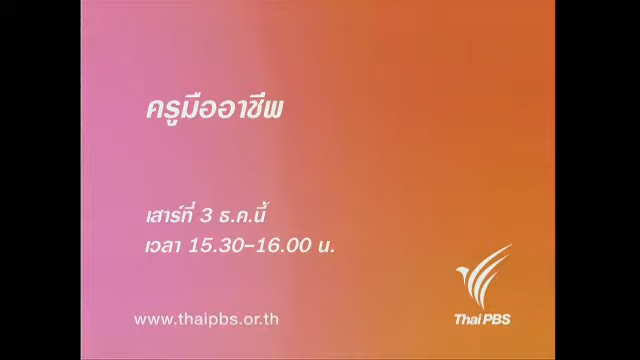 ครูมืออาชีพ
เสาร์ที่ 3 ธ.ค.นี้
เวลา 15.30-16.00 น.
www.thaipbs.or.th
Thai PBS